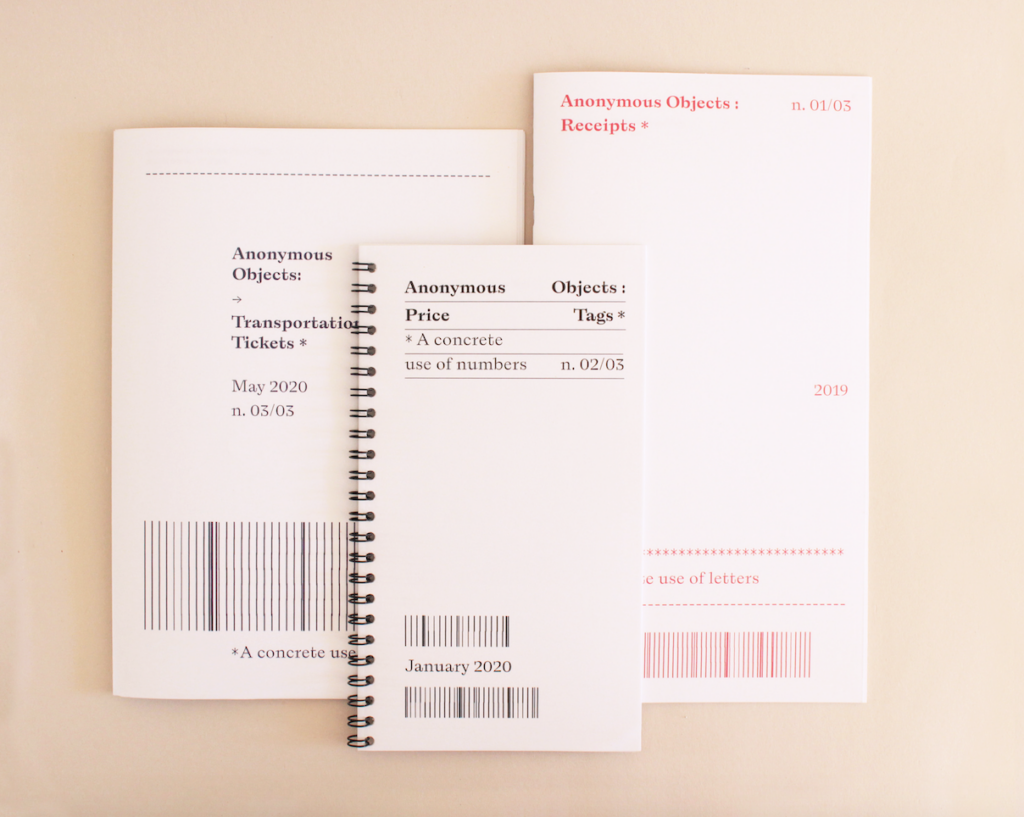 Anonymous
Objects:
→
Transportation
Tickets *
May 2020
n. 03/03
*A concrete use
Anonymous Objects :
Price Tags *
* A concrete
use of numbers n. 02/03
January 2020
Anonymous Objects : n. 01/03
Receipts *
2019
*************************
use of letters